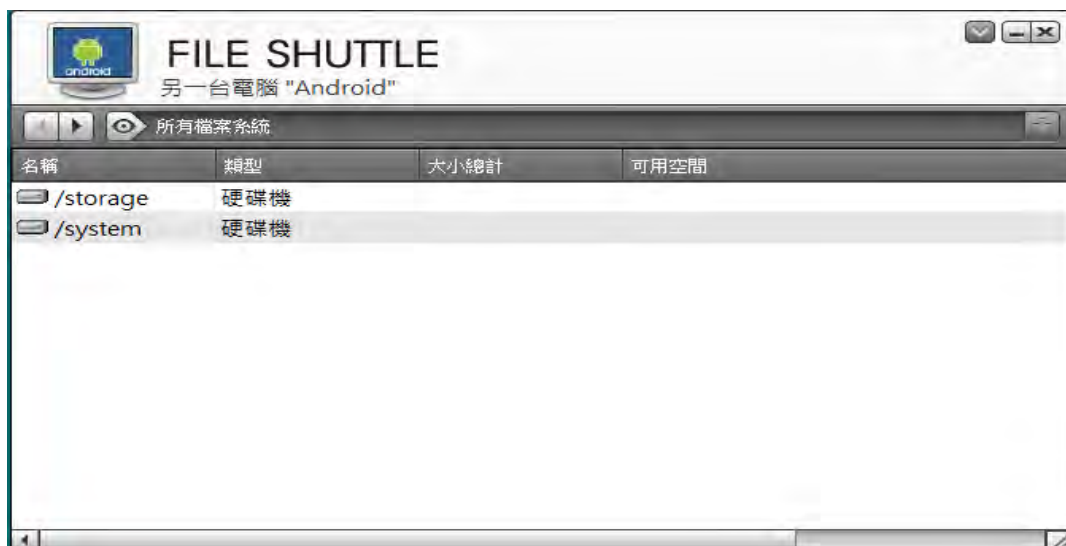 android
FILE SHUTTLE
另一台電腦 "Android"
所有檔案系統
名稱 類型 大小總計 可用空間
/storage 硬碟機
/system 硬碟機